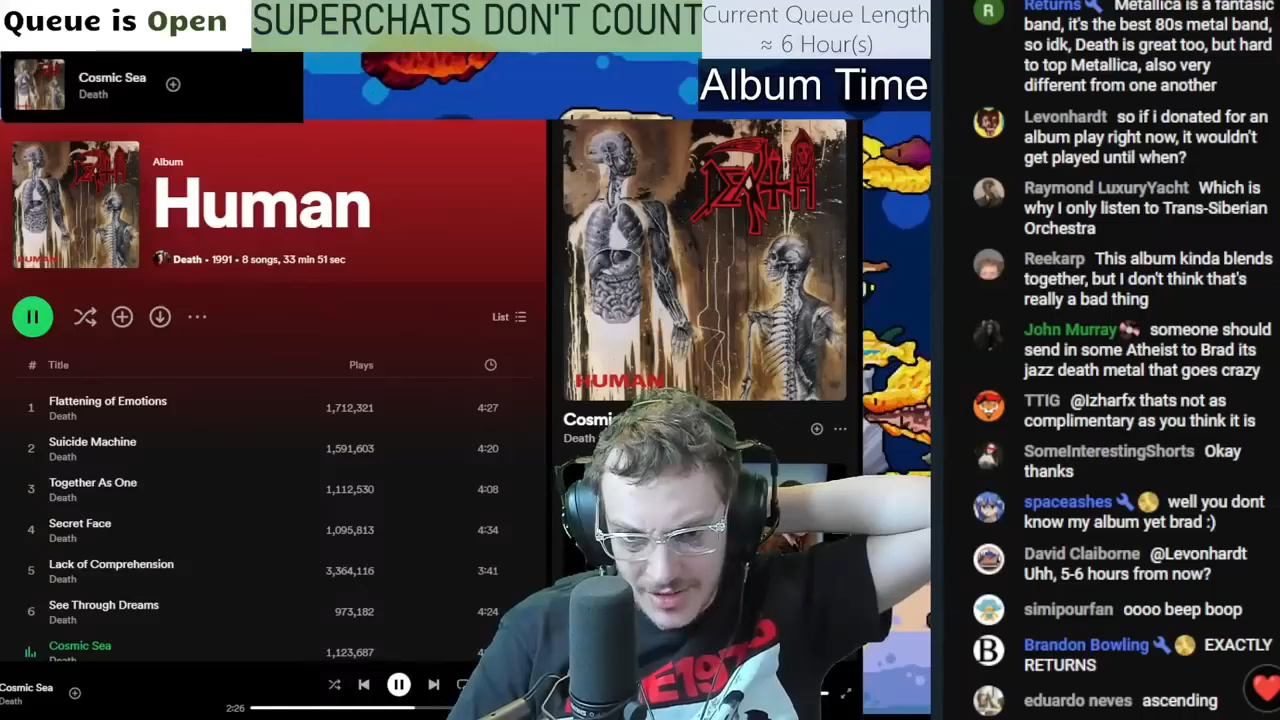 Queue is Open
SUPERCHATS DON'T COUNT
Current Queue Length
≈ 6 Hour(s)
Album Time
Cosmic Sea
Death
Album
Human
Death • 1991 • 8 songs, 33 min 51 sec
List
# Title Plays
1 Flattening of Emotions 1,712,321 4:27
Death
2 Suicide Machine 1,591,603 4:20
Death
3 Together As One 1,112,530 4:08
Death
4 Secret Face 1,095,813 4:34
Death
5 Lack of Comprehension 3,364,116 3:41
Death
6 See Through Dreams 973,182 4:24
Death
Cosmic Sea 1,123,687
Death
Cosmic Sea
Death
2:26
DEATH
HUMAN
Death
Returns Metallica is a fantasic
band, it's the best 80s metal band,
so idk, Death is great too, but hard
to top Metallica, also very
different from one another
Levonhardt so if i donated for an
album play right now, it wouldn't
get played until when?
Raymond LuxuryYacht Which is
why I only listen to Trans-Siberian
Orchestra
Reekarp This album kinda blends
together, but I don't think that's
really a bad thing
John Murray someone should
send in some Atheist to Brad its
jazz death metal that goes crazy
TTIG @Izharfx thats not as
complimentary as you think it is
SomeInterestingShorts Okay
thanks
spaceashes well you dont
know my album yet brad :)
David Claiborne @Levonhardt
Uhh, 5-6 hours from now?
simipourfan oooo beep boop
Brandon Bowling EXACTLY
RETURNS
eduardo neves ascending